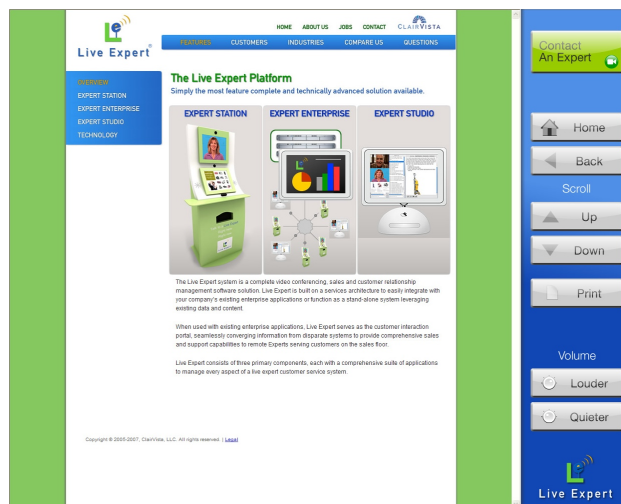 HOME ABOUT US JOBS CONTACT CLAIRVISTA
Le
Live Expert®
FEATURES CUSTOMERS INDUSTRIES COMPARE US QUESTIONS
OVERVIEW
EXPERT STATION
EXPERT ENTERPRISE
EXPERT STUDIO
TECHNOLOGY
The Live Expert Platform
Simply the most feature complete and technically advanced solution available.
EXPERT STATION EXPERT ENTERPRISE EXPERT STUDIO
The Live Expert system is a complete video conferencing, sales and customer relationship
management software solution. Live Expert is built on a services architecture to easily integrate with
your company's existing enterprise applications or function as a stand-alone system leveraging
existing data and content.
When used with existing enterprise applications, Live Expert serves as the customer interaction
portal, seamlessly converging information from disparate systems to provide comprehensive sales
and support capabilities to remote Experts serving customers on the sales floor.
Live Expert consists of three primary components, each with a comprehensive suite of applications
to manage every aspect of a live expert customer service system.
Copyright © 2005-2007, ClairVista, LLC. All rights reserved. | Legal
Contact
An Expert
Home
Back
Scroll
Up
Down
Print
Volume
Louder
Quieter
Le
Live Expert